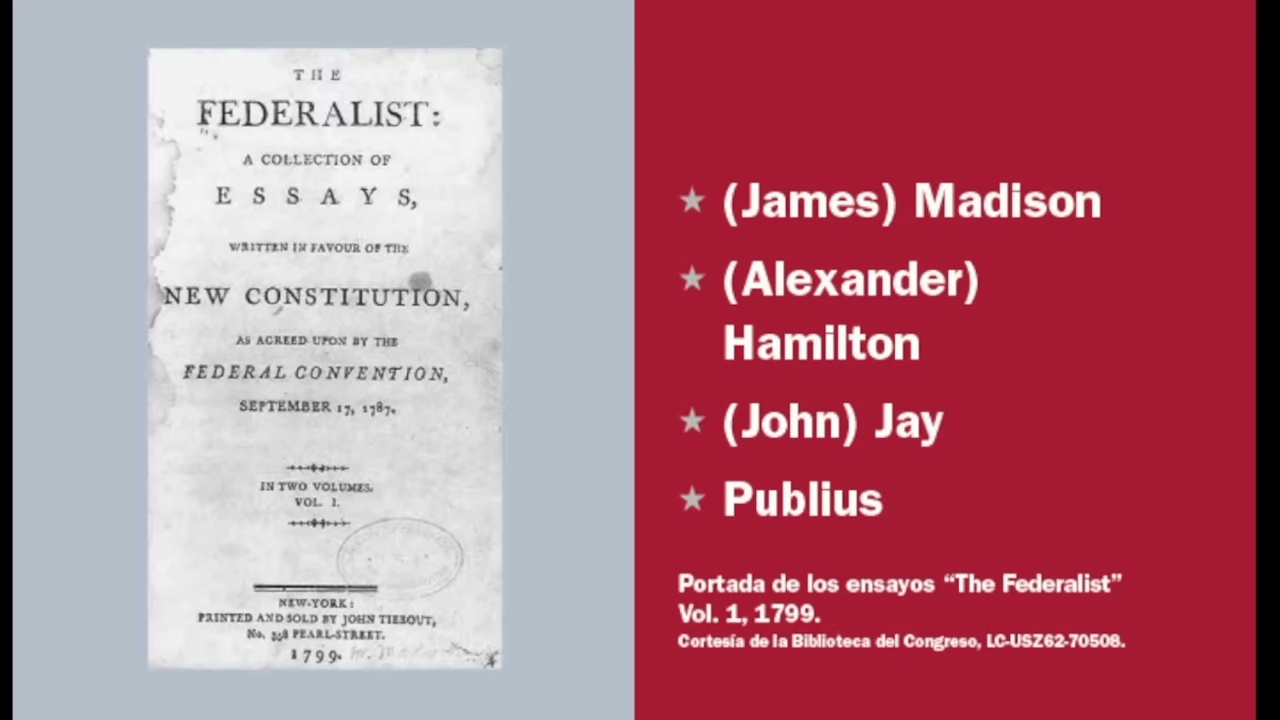 THE
FEDERALIST:
A COLLECTION OF
ESSAYS,
WRITTEN IN FAVOUR OF THE
NEW CONSTITUTION,
AS AGREED UPON BY THE
FEDERAL CONVENTION,
SEPTEMBER 17, 1787.
IN TWO VOLUMES.
VOL. I.
NEW-YORK:
PRINTED AND SOLD BY JOHN TIEBOUT,
No. 358 PEARL-STREET.
1799.
(James) Madison
(Alexander)
Hamilton
(John) Jay
Publius
Portada de los ensayos “The Federalist”
Vol. 1, 1799.
Cortesía de la Biblioteca del Congreso, LC-USZ62-70508.